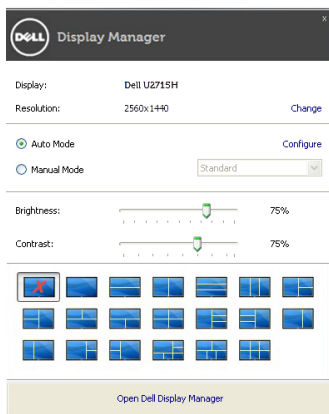 DELL Display Manager
x
Display: Dell U2715H
Resolution: 2560x1440 Change
Auto Mode Configure
Manual Mode Standard
Brightness: 75%
Contrast: 75%
Open Dell Display Manager